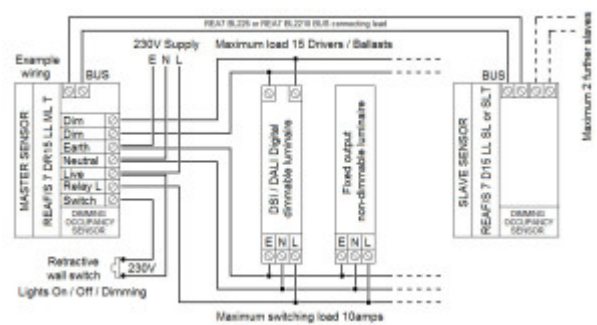 REA7 BL225 or REA7 BL2210 BUS connecting lead
230V Supply
Maximum load 15 Drivers / Ballasts
E N L
Example
wiring
BUS
BUS
Maximum 2 further slaves
MASTER SENSOR
REAFIS 7 DR15 LL ML T
Dim
Dim
Earth
Neutral
Live
Relay L
Switch
DIMMING
OCCUPANCY
SENSOR
DSI / DALI Digital
dimmable luminaire
E N L
Fixed output
non-dimmable luminaire
E N L
SLAVE SENSOR
REAFIS 7 D15 LL SL or SLT
DIMMING
OCCUPANCY
SENSOR
Retractive
wall switch
230V
Lights On / Off / Dimming
Maximum switching load 10amps